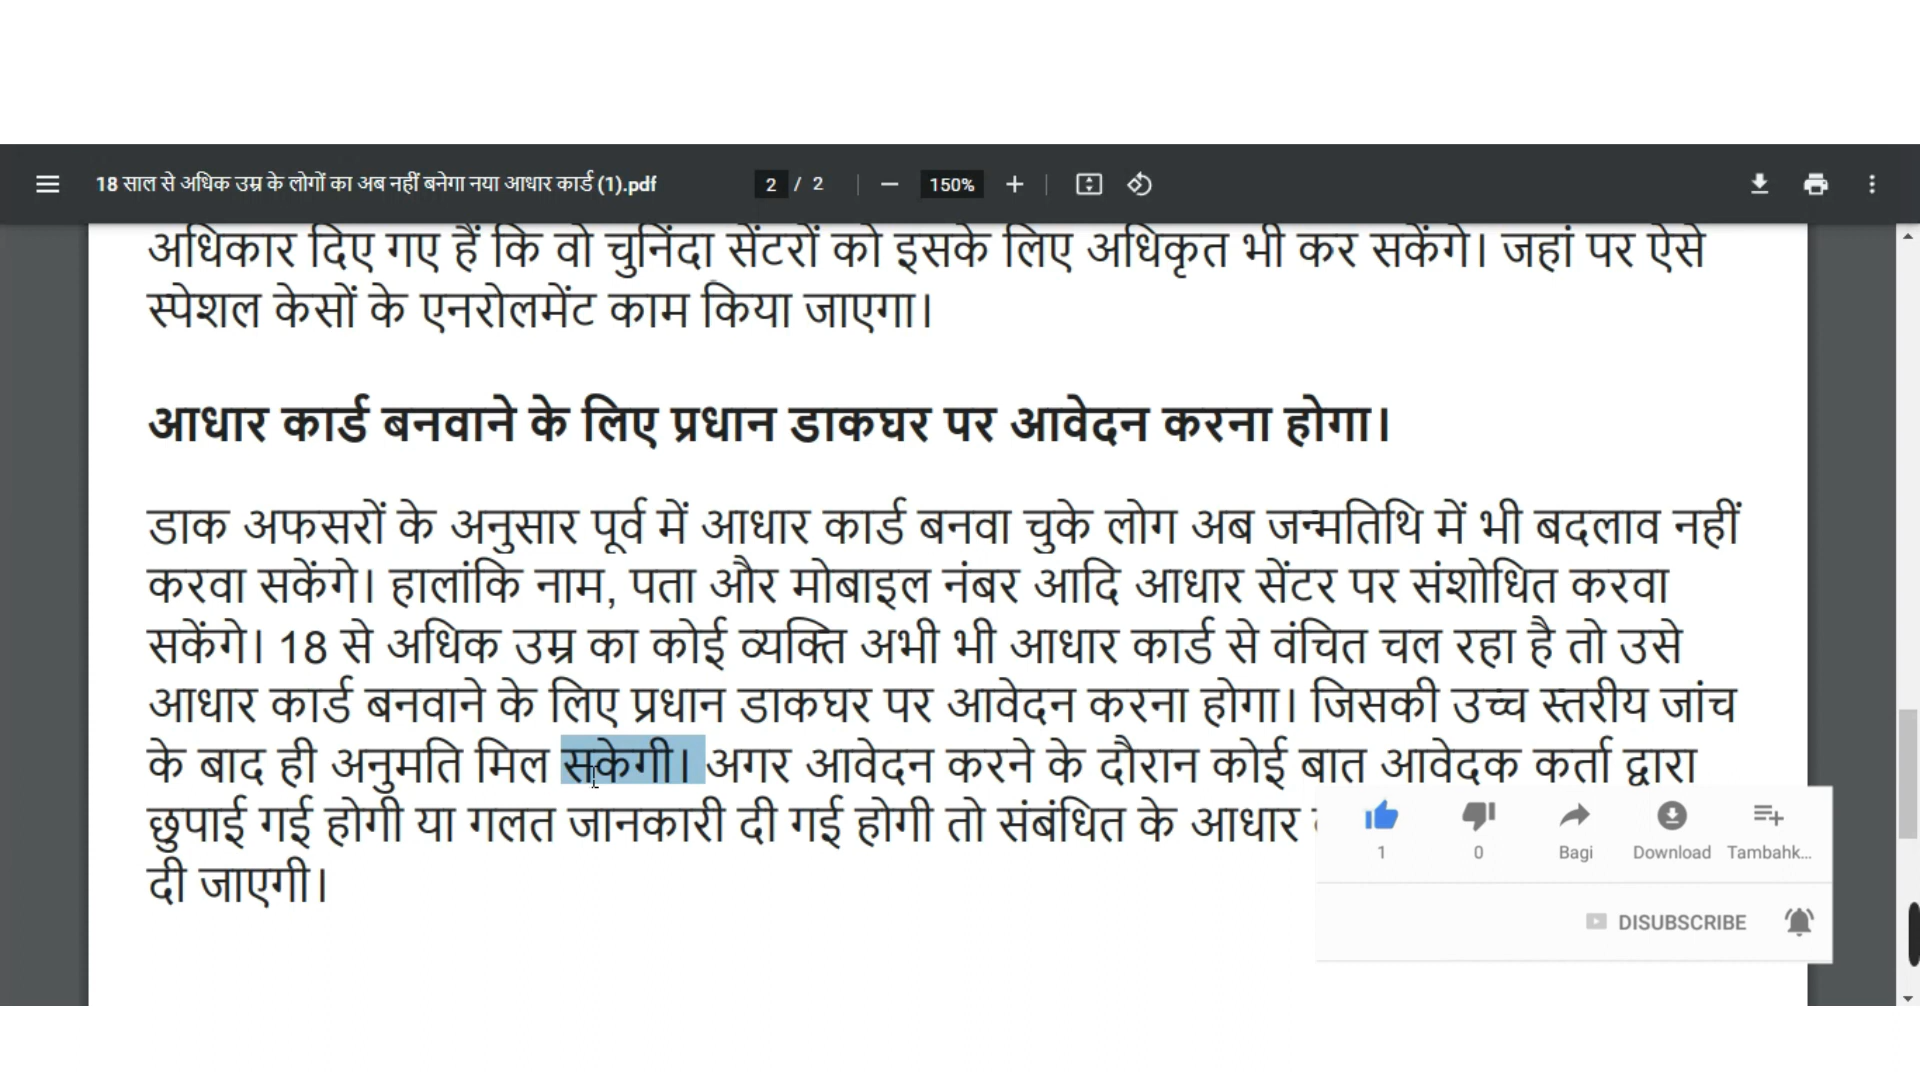 18 साल से अधिक उम्र के लोगों का अब नहीं बनेगा नया आधार कार्ड (1).pdf 2 / 2 150%
अधिकार दिए गए हैं कि वो चुनिंदा सेंटरों को इसके लिए अधिकृत भी कर सकेंगे। जहां पर ऐसे
स्पेशल केसों के एनरोलमेंट काम किया जाएगा।
आधार कार्ड बनवाने के लिए प्रधान डाकघर पर आवेदन करना होगा।
डाक अफसरों के अनुसार पूर्व में आधार कार्ड बनवा चुके लोग अब जन्मतिथि में भी बदलाव नहीं
करवा सकेंगे। हालांकि नाम, पता और मोबाइल नंबर आदि आधार सेंटर पर संशोधित करवा
सकेंगे। 18 से अधिक उम्र का कोई व्यक्ति अभी भी आधार कार्ड से वंचित चल रहा है तो उसे
आधार कार्ड बनवाने के लिए प्रधान डाकघर पर आवेदन करना होगा। जिसकी उच्च स्तरीय जांच
के बाद ही अनुमति मिल सकेगी। अगर आवेदन करने के दौरान कोई बात आवेदक कर्ता द्वारा
छुपाई गई होगी या गलत जानकारी दी गई होगी तो संबंधित के आधार
दी जाएगी।
1 0 Bagi Download Tambahk...
DISUBSCRIBE